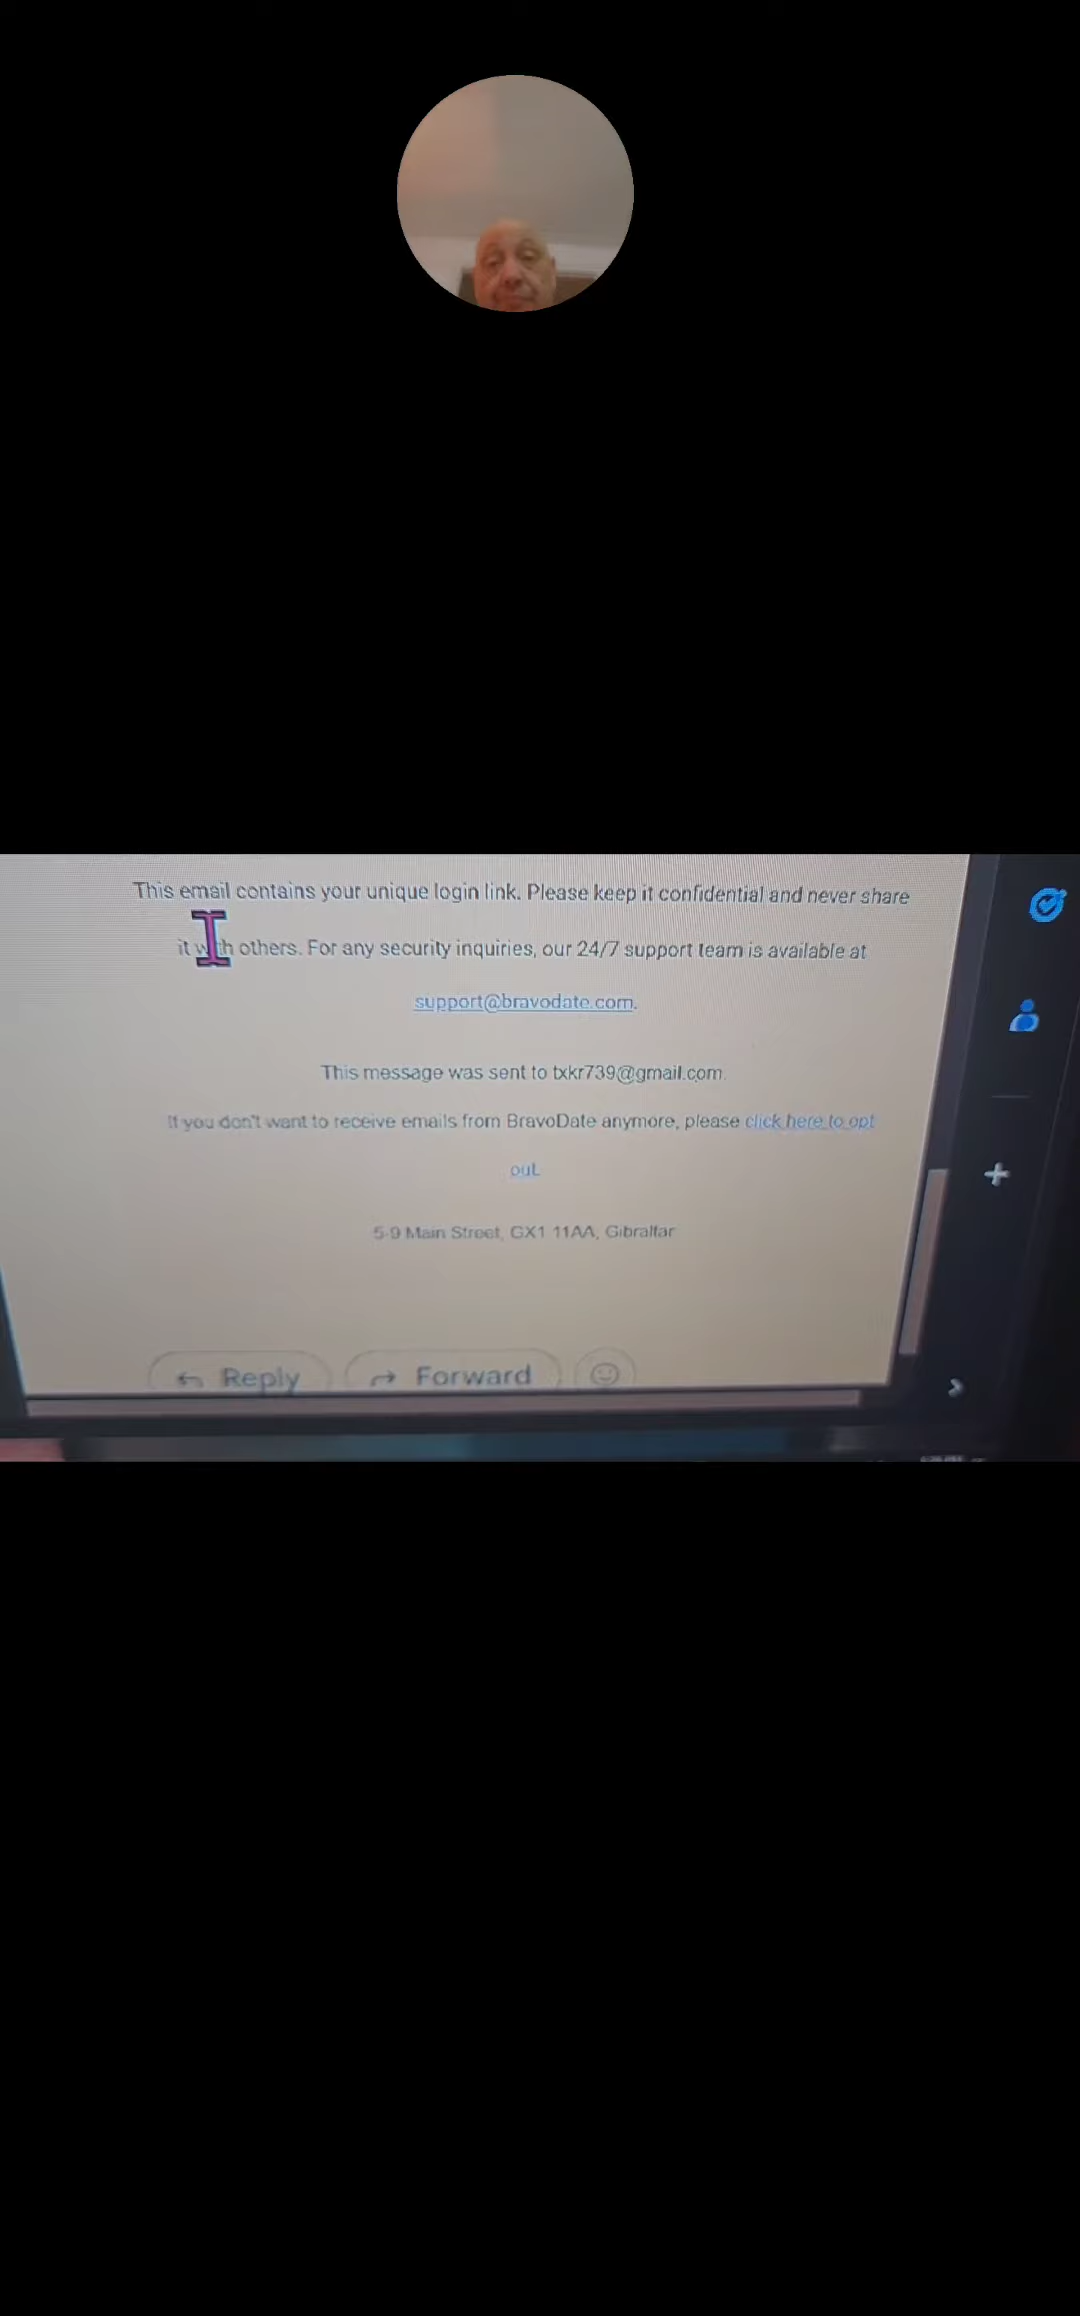 This email contains your unique login link. Please keep it confidential and never share
it with others. For any security inquiries, our 24/7 support team is available at
support@bravodate.com.
This message was sent to txkr739@gmail.com.
If you don't want to receive emails from BravoDate anymore, please click here to opt
out.
5-9 Main Street, GX1 11AA, Gibraltar
Reply
Forward